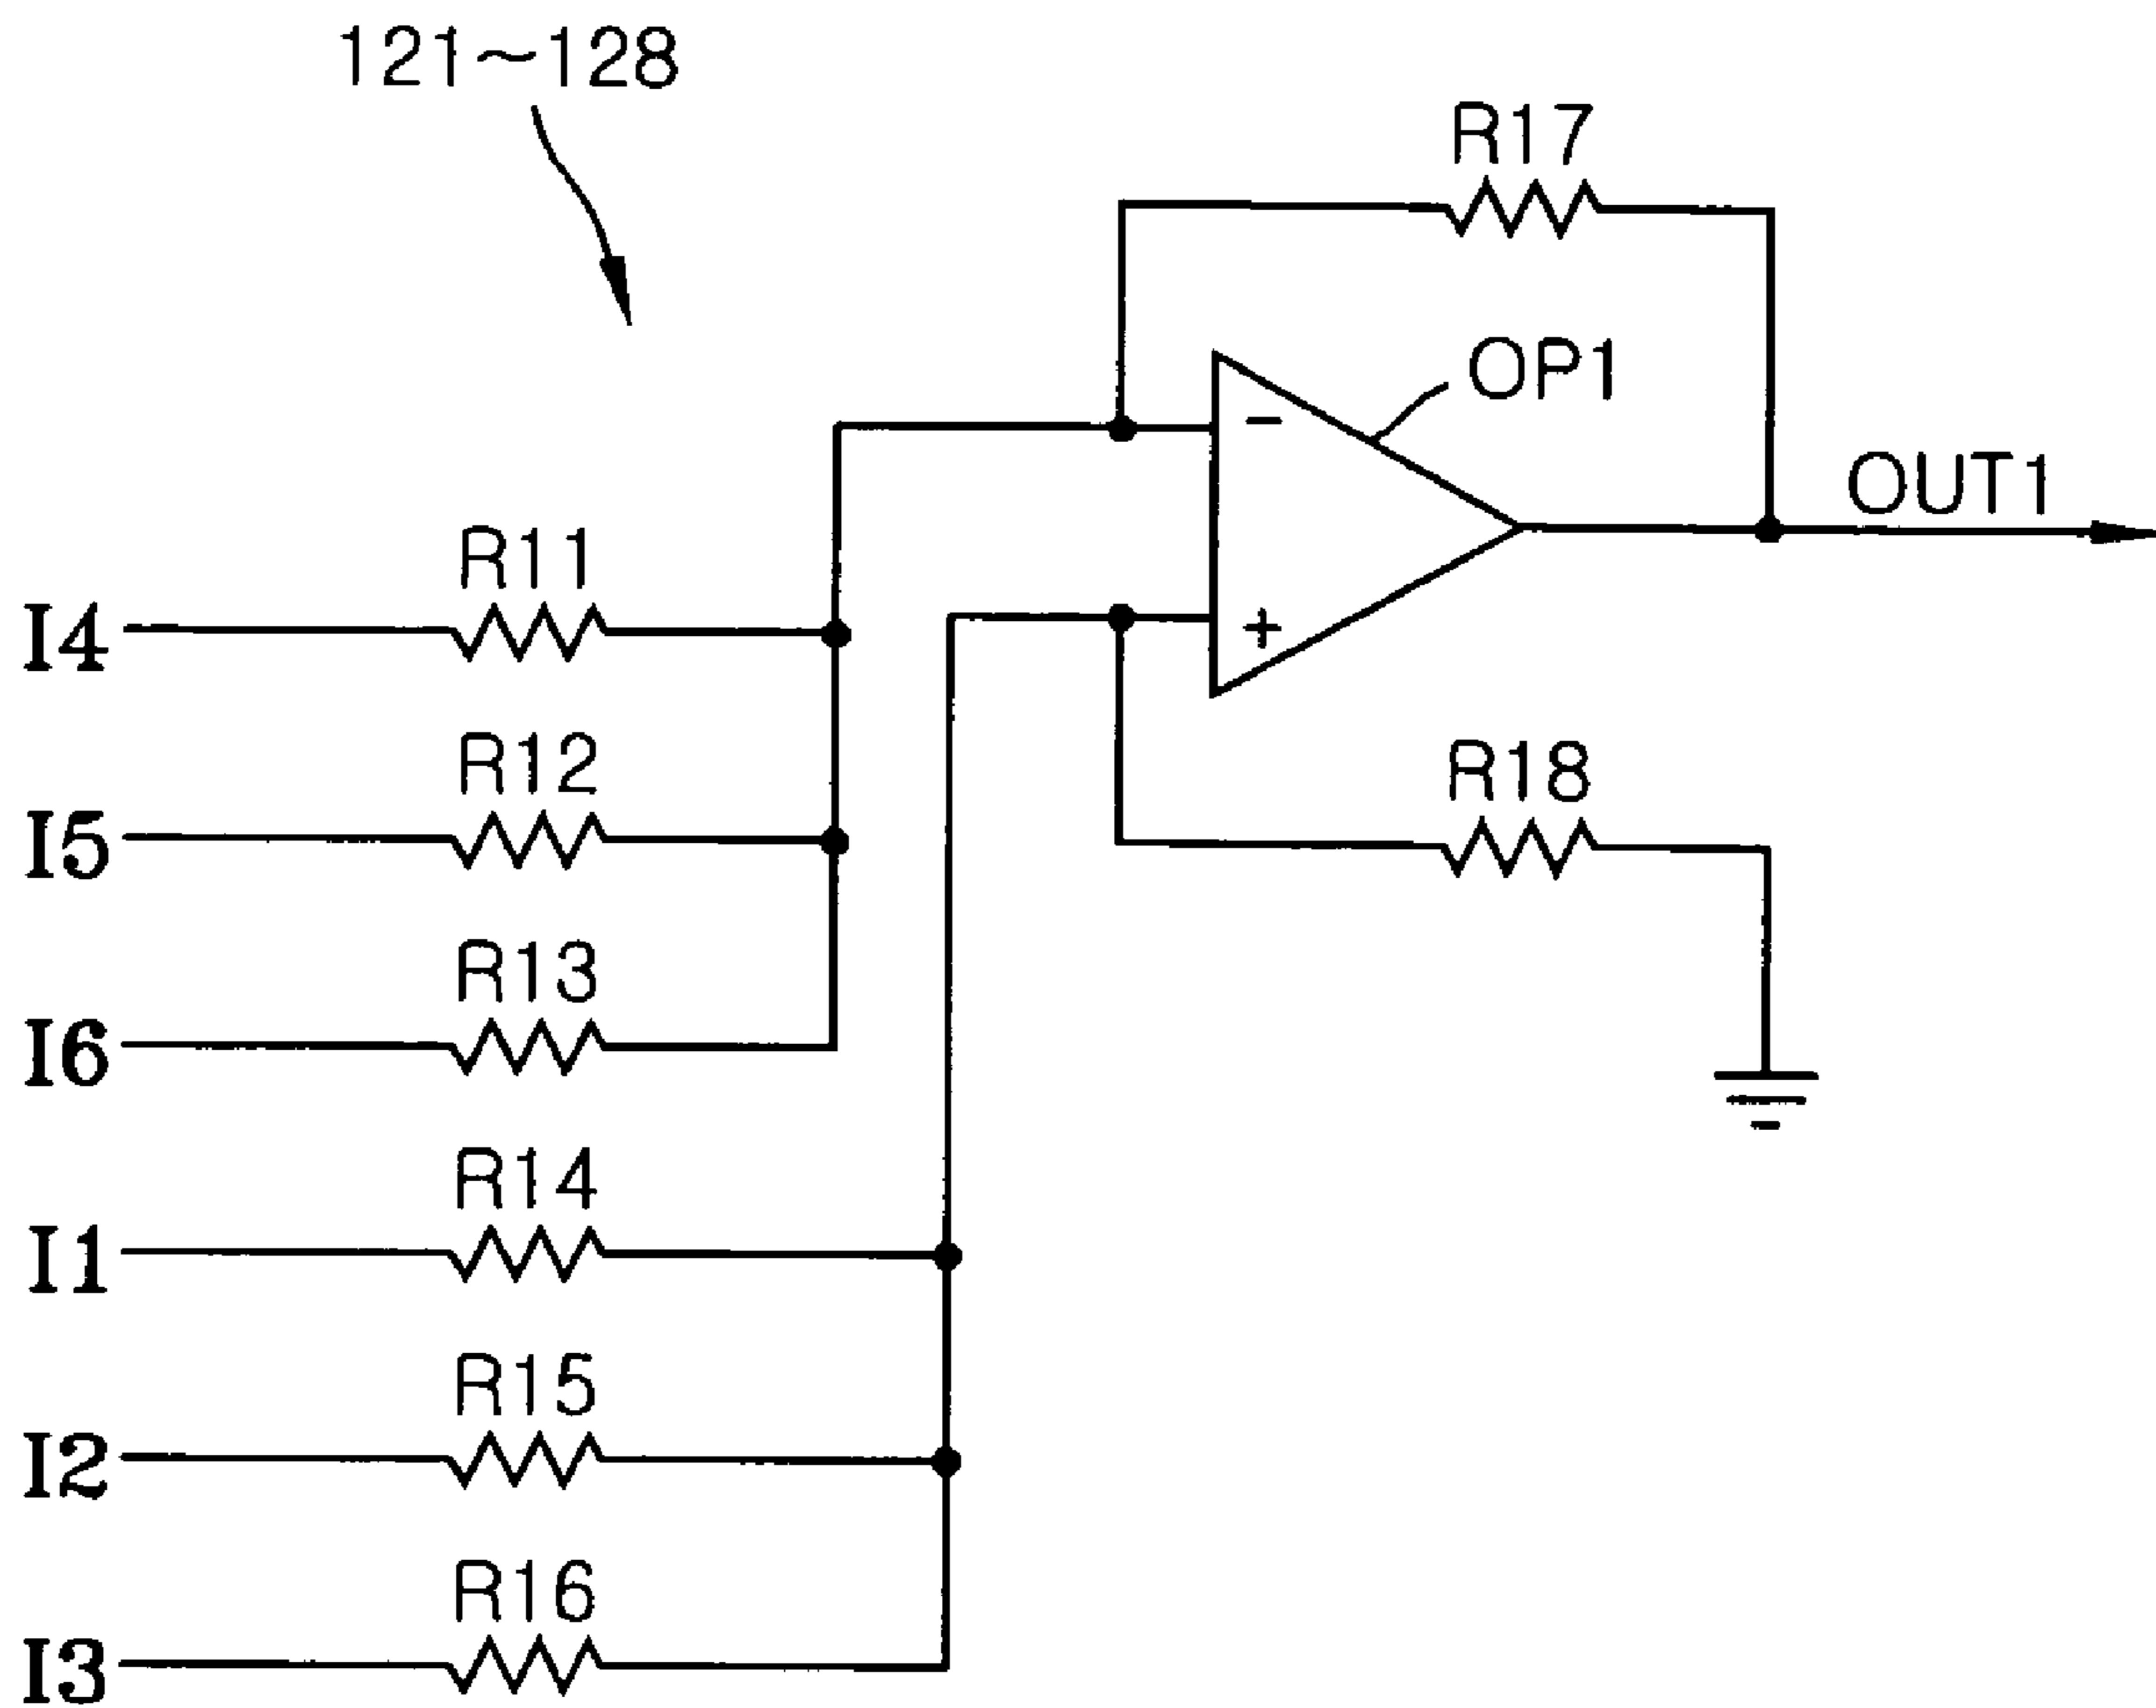 121~128
R17
OP1
OUT1
-
+
R11
I4
R12
I5
R18
R13
I6
R14
I1
R15
I2
R16
I3